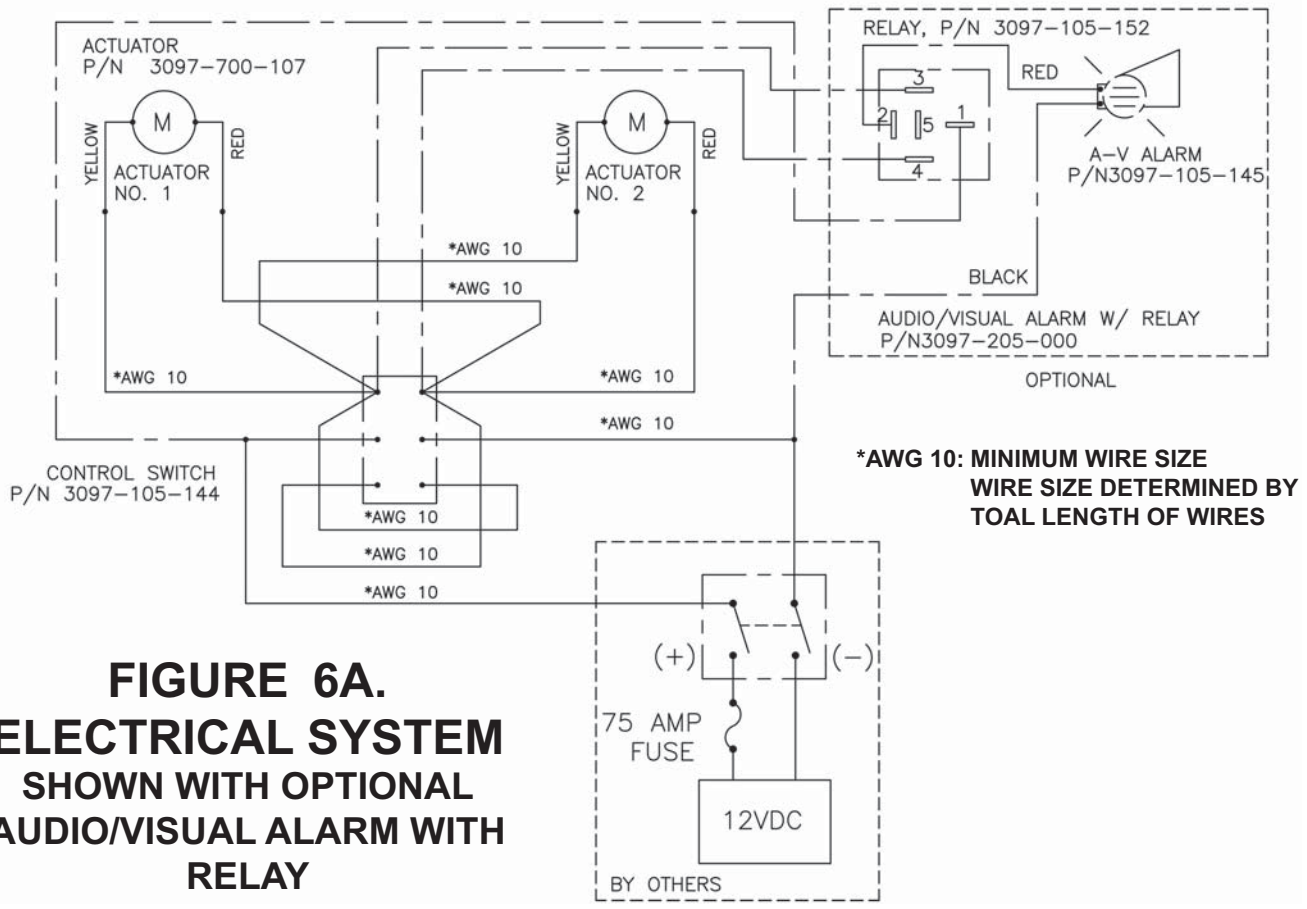 ACTUATOR
P/N 3097-700-107
M
YELLOW
RED
ACTUATOR
NO. 1
M
YELLOW
RED
ACTUATOR
NO. 2
RELAY, P/N 3097-105-152
RED
3
2
5
1
4
A-V ALARM
P/N3097-105-145
BLACK
AUDIO/VISUAL ALARM W/ RELAY
P/N3097-205-000
OPTIONAL
*AWG 10
*AWG 10
*AWG 10
*AWG 10
*AWG 10
CONTROL SWITCH
P/N 3097-105-144
*AWG 10
*AWG 10
*AWG 10
*AWG 10: MINIMUM WIRE SIZE
WIRE SIZE DETERMINED BY
TOAL LENGTH OF WIRES
(+)
(-)
75 AMP
FUSE
12VDC
BY OTHERS
FIGURE 6A.
ELECTRICAL SYSTEM
SHOWN WITH OPTIONAL
AUDIO/VISUAL ALARM WITH
RELAY